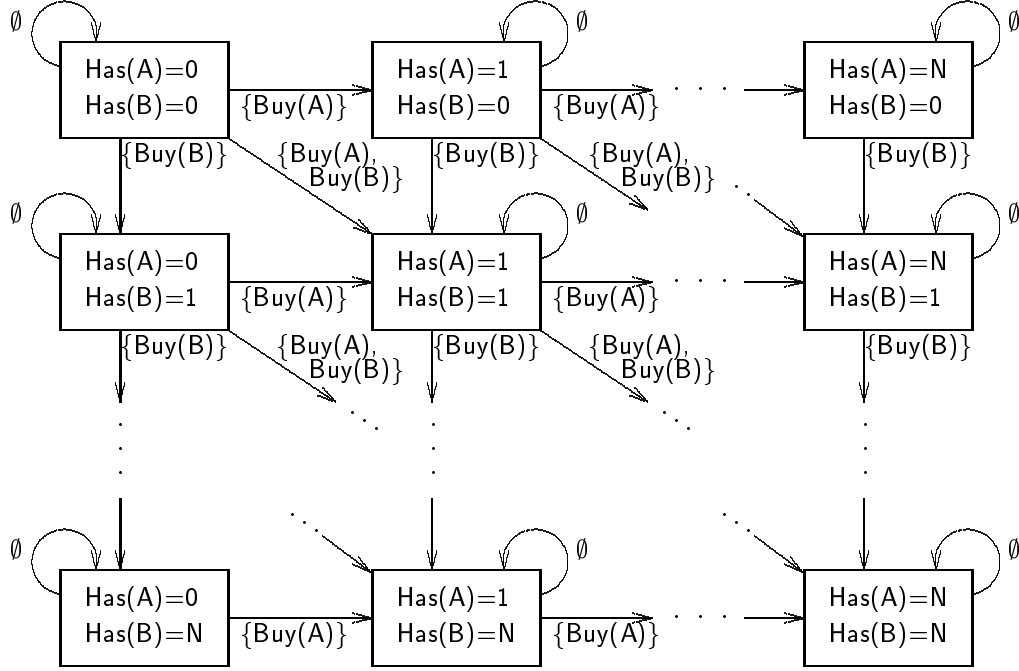 ∅ ∅ ∅
Has(A)=0 Has(A)=1 Has(A)=N
Has(B)=0 Has(B)=0 Has(B)=0
{Buy(A)} {Buy(A)}
{Buy(B)} {Buy(A), {Buy(B)} {Buy(A), {Buy(B)}
Buy(B)} Buy(B)}
∅ ∅ ∅
Has(A)=0 Has(A)=1 Has(A)=N
Has(B)=1 Has(B)=1 Has(B)=1
{Buy(A)} {Buy(A)}
{Buy(B)} {Buy(A), {Buy(B)} {Buy(A), {Buy(B)}
Buy(B)} Buy(B)}
∅ ∅ ∅
Has(A)=0 Has(A)=1 Has(A)=N
Has(B)=N Has(B)=N Has(B)=N
{Buy(A)} {Buy(A)}